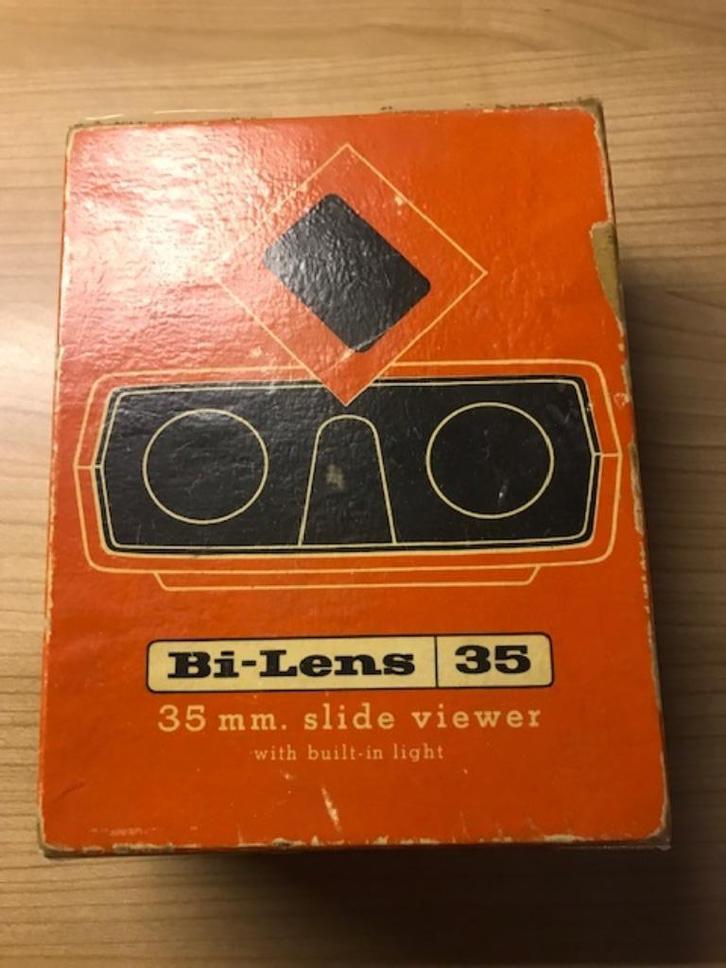 Bi-Lens 35
35 mm. slide viewer
with built-in light